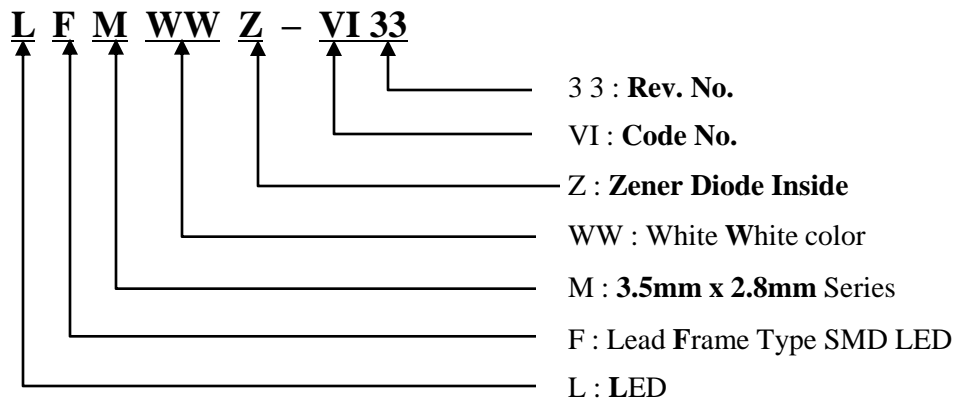 L F M WW Z – VI 33
3 3 : Rev. No.
VI : Code No.
Z : Zener Diode Inside
WW : White White color
M : 3.5mm x 2.8mm Series
F : Lead Frame Type SMD LED
L : LED